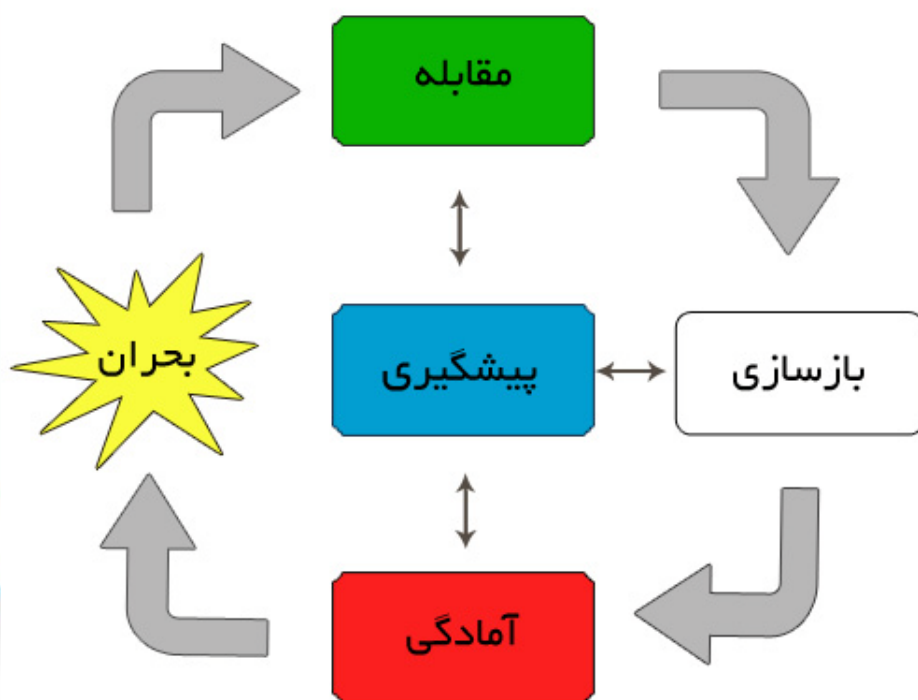 مقابله
بحران
پیشگیری
بازسازی
آمادگی